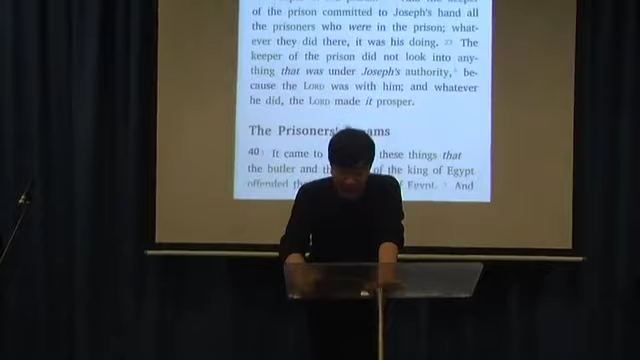 of the prison committed to Joseph's hand all
the prisoners who were in the prison; what-
ever they did there, it was his doing. 23 The
keeper of the prison did not look into any-
thing that was under Joseph's authority, be-
cause the LORD was with him; and whatever
he did, the LORD made it prosper.
The Prisoners' Dreams
40 It came to these things that
the butler and the of the king of Egypt
offended of Egypt. And